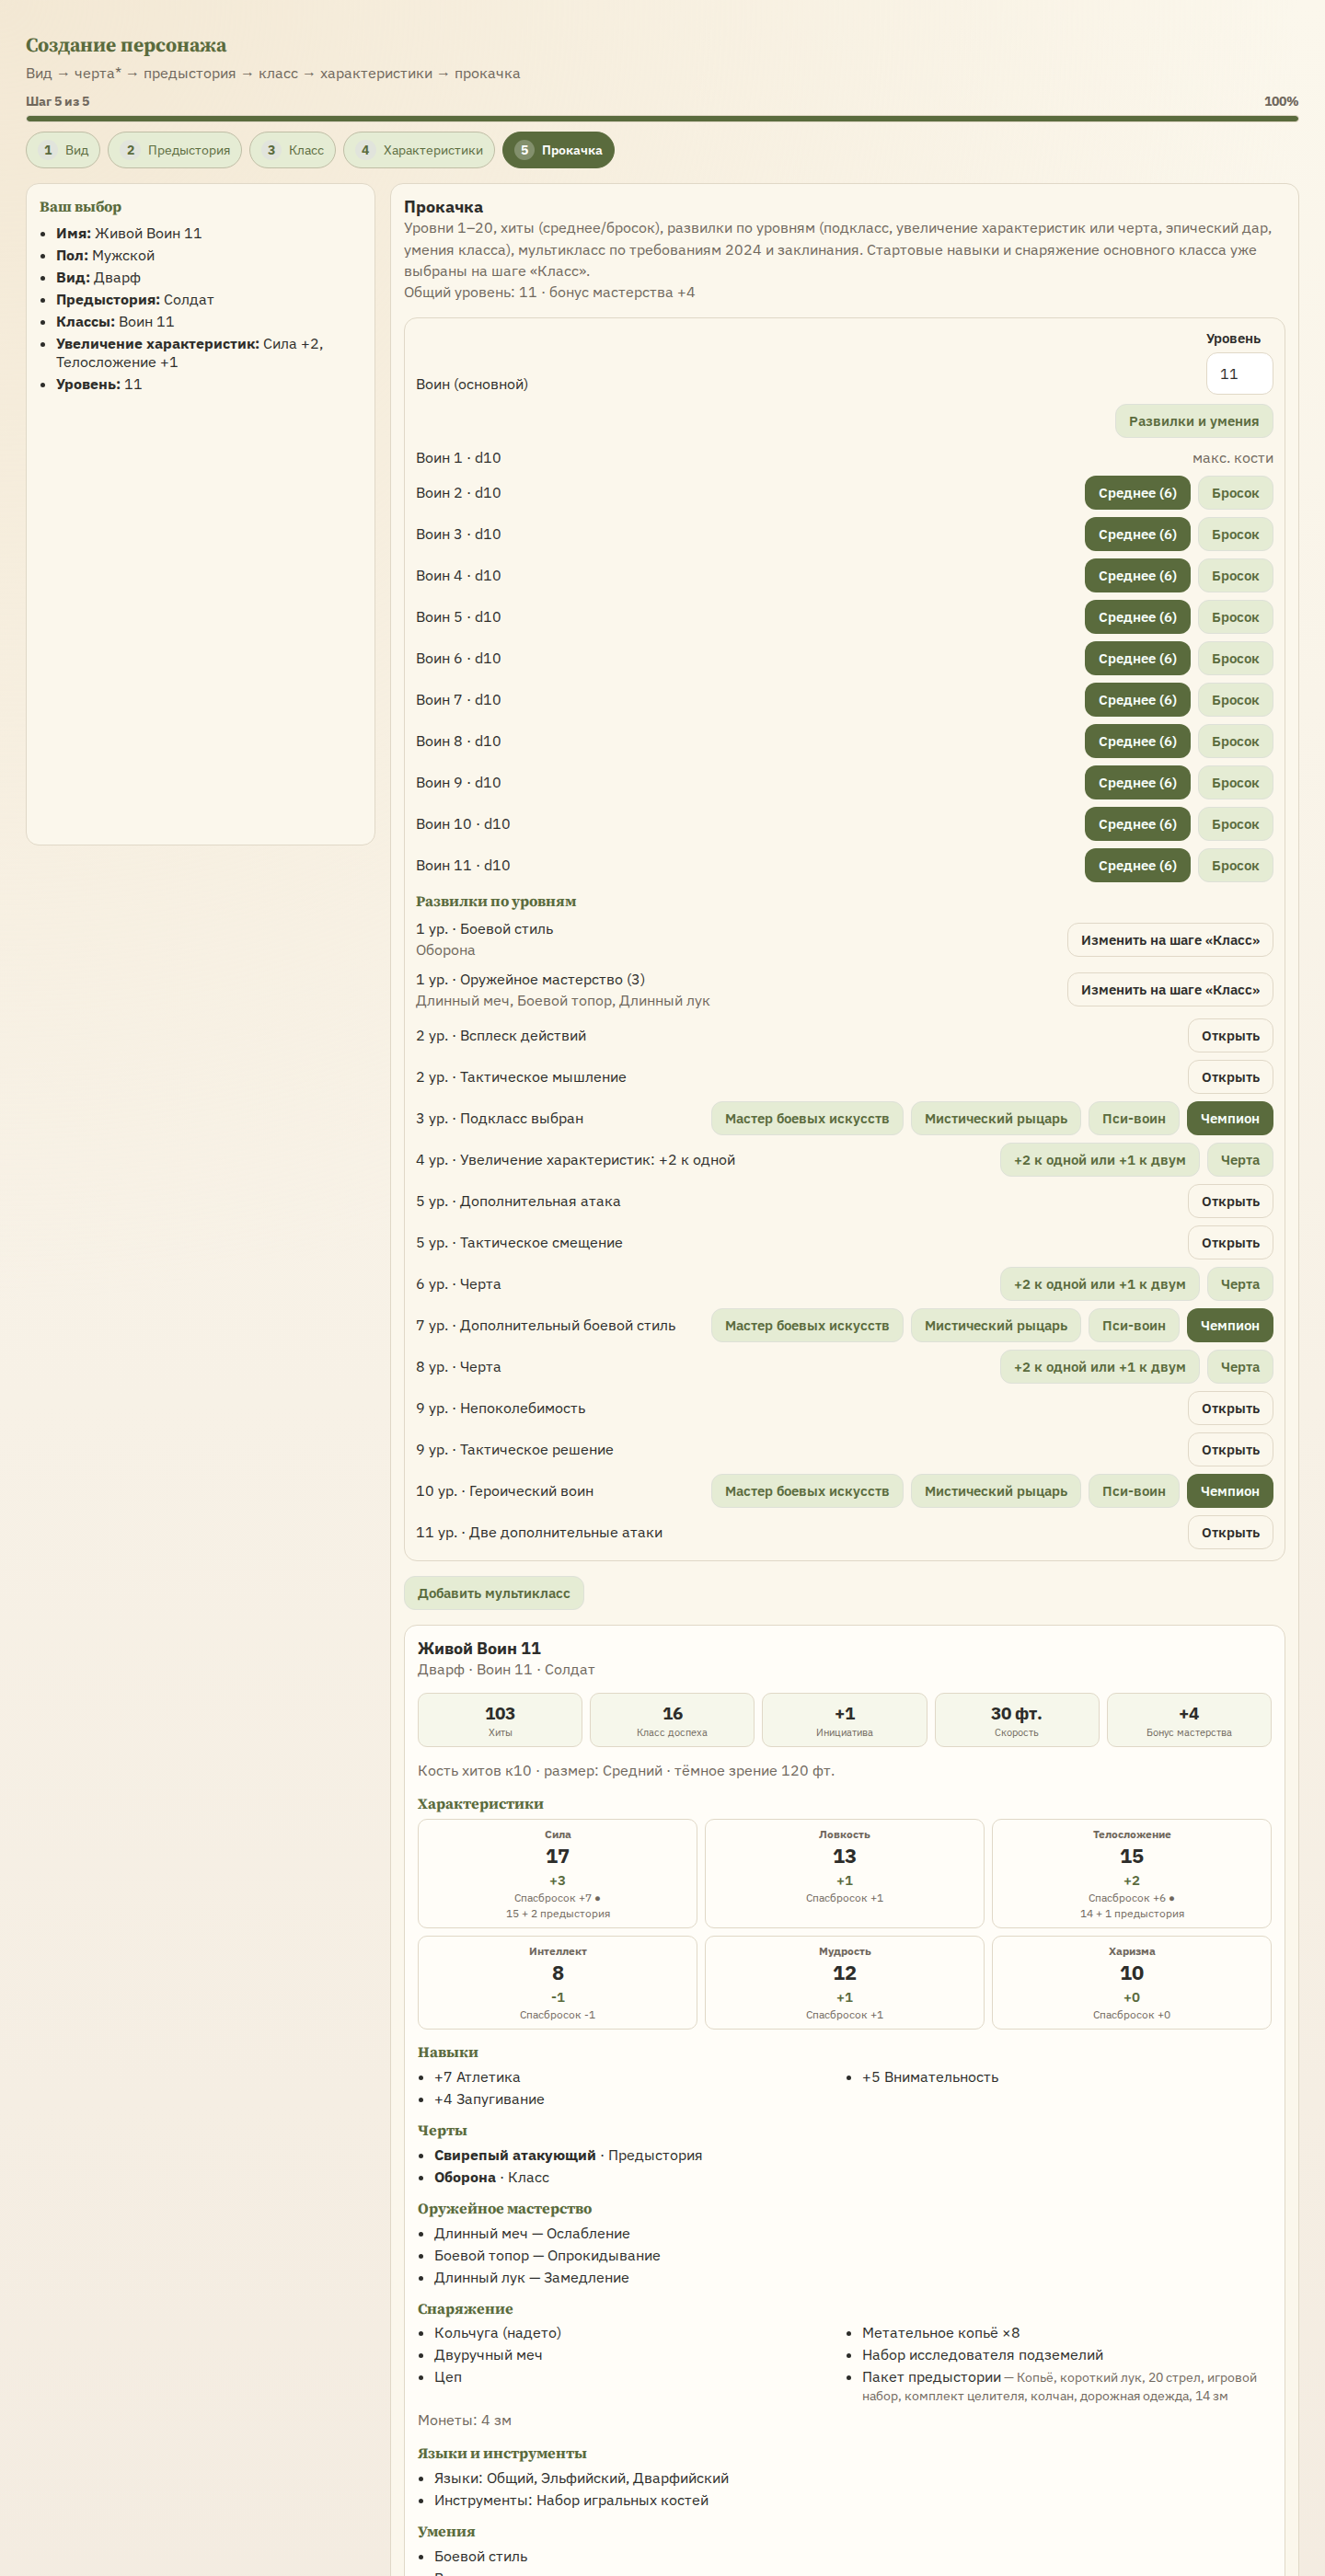 Создание персонажа
Вид → черта* → предыстория → класс → характеристики → прокачка
Шаг 5 из 5
100%
1 Вид
2 Предыстория
3 Класс
4 Характеристики
5 Прокачка
Ваш выбор
Имя: Живой Воин 11
Пол: Мужской
Вид: Дварф
Предыстория: Солдат
Классы: Воин 11
Увеличение характеристик: Сила +2,
Телосложение +1
Уровень: 11
Прокачка
Уровни 1–20, хиты (среднее/бросок), развилки по уровням (подкласс, увеличение характеристик или черта, эпический дар,
умения класса), мультикласс по требованиям 2024 и заклинания. Стартовые навыки и снаряжение основного класса уже
выбраны на шаге «Класс».
Общий уровень: 11 · бонус мастерства +4
Уровень
Воин (основной)
11
Развилки и умения
Воин 1 · d10 макс. кости
Воин 2 · d10 Среднее (6) Бросок
Воин 3 · d10 Среднее (6) Бросок
Воин 4 · d10 Среднее (6) Бросок
Воин 5 · d10 Среднее (6) Бросок
Воин 6 · d10 Среднее (6) Бросок
Воин 7 · d10 Среднее (6) Бросок
Воин 8 · d10 Среднее (6) Бросок
Воин 9 · d10 Среднее (6) Бросок
Воин 10 · d10 Среднее (6) Бросок
Воин 11 · d10 Среднее (6) Бросок
Развилки по уровням
1 ур. · Боевой стиль
Оборона
Изменить на шаге «Класс»
1 ур. · Оружейное мастерство (3)
Длинный меч, Боевой топор, Длинный лук
Изменить на шаге «Класс»
2 ур. · Всплеск действий Открыть
2 ур. · Тактическое мышление Открыть
3 ур. · Подкласс выбран Мастер боевых искусств Мистический рыцарь Пси-воин Чемпион
4 ур. · Увеличение характеристик: +2 к одной +2 к одной или +1 к двум Черта
5 ур. · Дополнительная атака Открыть
5 ур. · Тактическое смещение Открыть
6 ур. · Черта +2 к одной или +1 к двум Черта
7 ур. · Дополнительный боевой стиль Мастер боевых искусств Мистический рыцарь Пси-воин Чемпион
8 ур. · Черта +2 к одной или +1 к двум Черта
9 ур. · Непоколебимость Открыть
9 ур. · Тактическое решение Открыть
10 ур. · Героический воин Мастер боевых искусств Мистический рыцарь Пси-воин Чемпион
11 ур. · Две дополнительные атаки Открыть
Добавить мультикласс
Живой Воин 11
Дварф · Воин 11 · Солдат
103
Хиты
16
Класс доспеха
+1
Инициатива
30 фт.
Скорость
+4
Бонус мастерства
Кость хитов к10 · размер: Средний · тёмное зрение 120 фт.
Характеристики
Сила
17
+3
Спасбросок +7 ●
15 + 2 предыстория
Ловкость
13
+1
Спасбросок +1
Телосложение
15
+2
Спасбросок +6 ●
14 + 1 предыстория
Интеллект
8
-1
Спасбросок -1
Мудрость
12
+1
Спасбросок +1
Харизма
10
+0
Спасбросок +0
Навыки
+7 Атлетика
+4 Запугивание
+5 Внимательность
Черты
Свирепый атакующий · Предыстория
Оборона · Класс
Оружейное мастерство
Длинный меч — Ослабление
Боевой топор — Опрокидывание
Длинный лук — Замедление
Снаряжение
Кольчуга (надето)
Двуручный меч
Цеп
Метательное копьё ×8
Набор исследователя подземелий
Пакет предыстории — Копьё, короткий лук, 20 стрел, игровой
набор, комплект целителя, колчан, дорожная одежда, 14 зм
Монеты: 4 зм
Языки и инструменты
Языки: Общий, Эльфийский, Дварфийский
Инструменты: Набор игральных костей
Умения
Боевой стиль